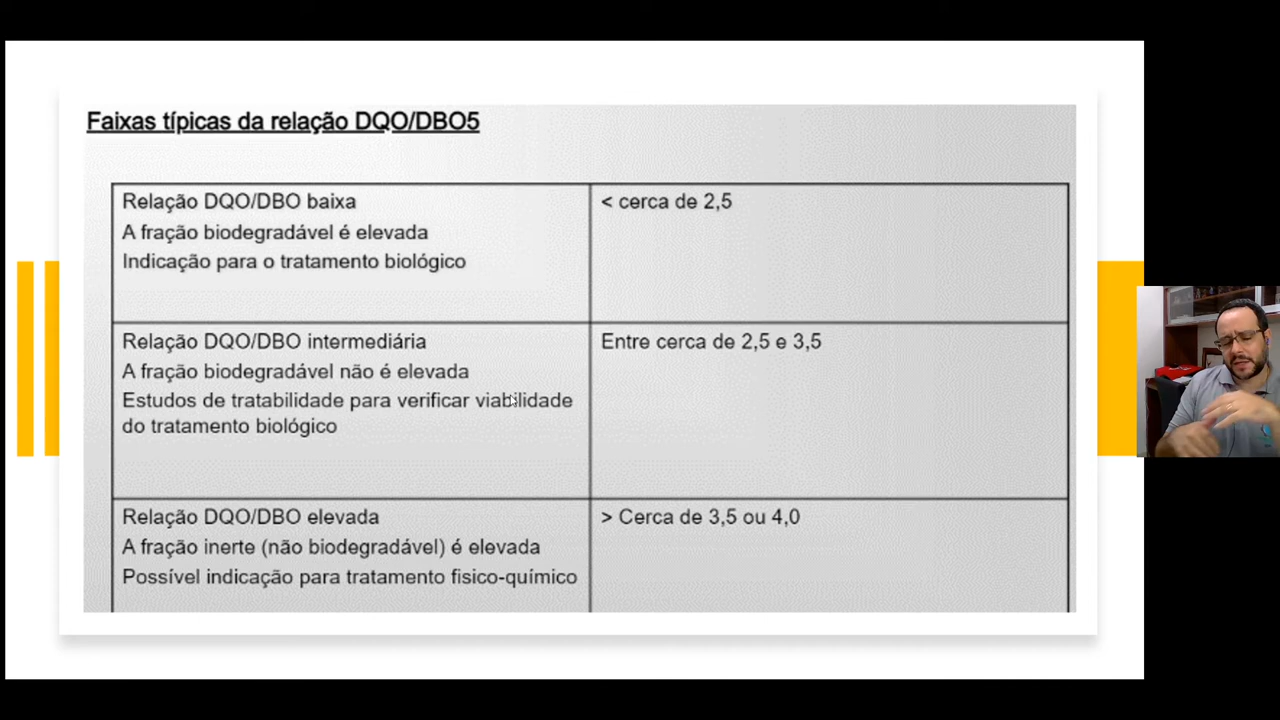 Faixas típicas da relação DQO/DBO5
Relação DQO/DBO baixa
A fração biodegradável é elevada
Indicação para o tratamento biológico
< cerca de 2,5
Relação DQO/DBO intermediária
A fração biodegradável não é elevada
Estudos de tratabilidade para verificar viabilidade
do tratamento biológico
Entre cerca de 2,5 e 3,5
Relação DQO/DBO elevada
A fração inerte (não biodegradável) é elevada
Possível indicação para tratamento fisico-químico
> Cerca de 3,5 ou 4,0